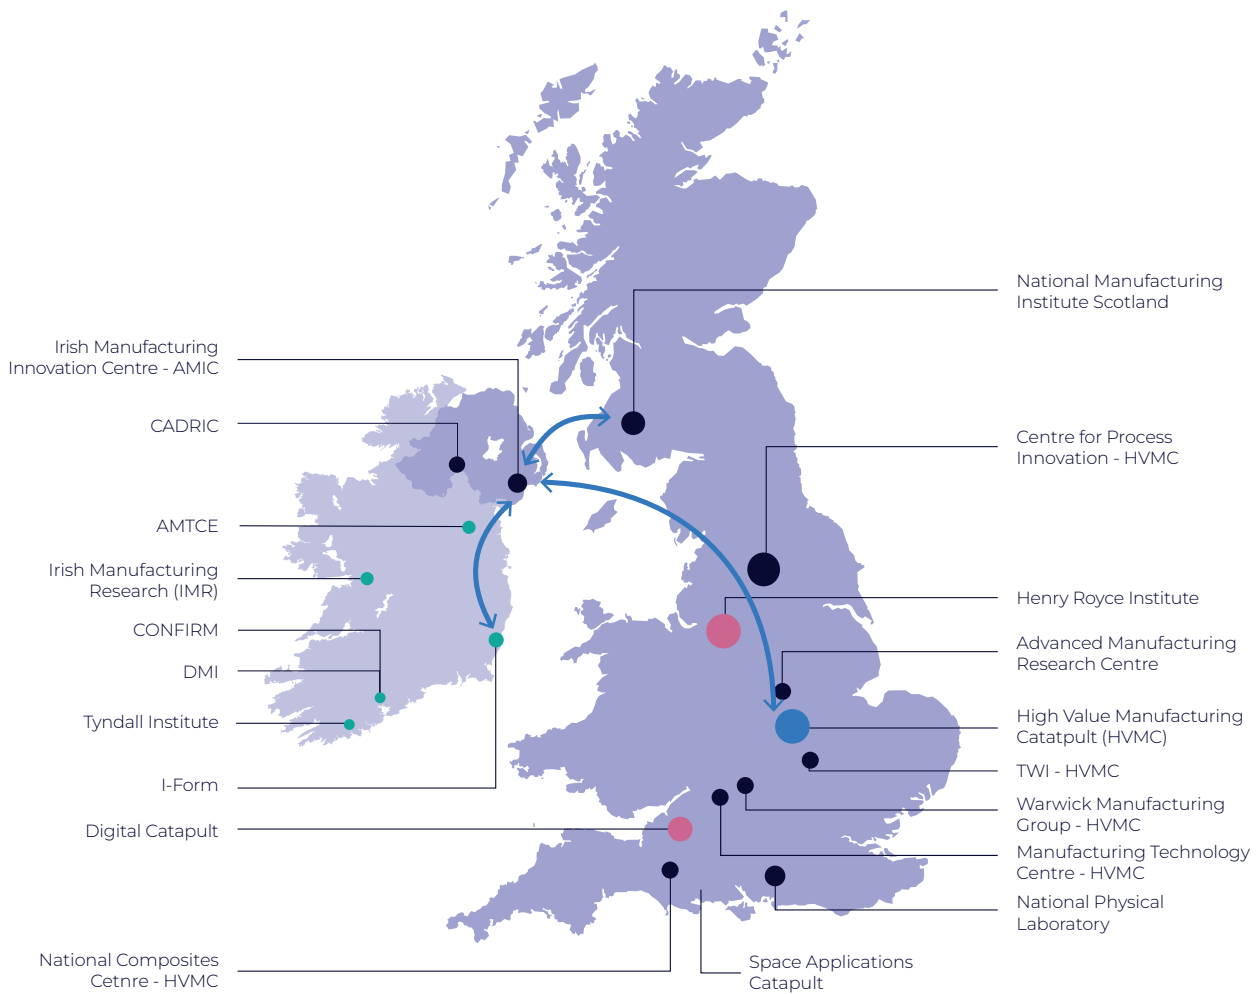 Irish Manufacturing
Innovation Centre - AMIC
CADRIC
AMTCE
Irish Manufacturing
Research (IMR)
CONFIRM
DMI
Tyndall Institute
I-Form
Digital Catapult
National Composites
Cetnre - HVMC
National Manufacturing
Institute Scotland
Centre for Process
Innovation - HVMC
Henry Royce Institute
Advanced Manufacturing
Research Centre
High Value Manufacturing
Catatpult (HVMC)
TWI - HVMC
Warwick Manufacturing
Group - HVMC
Manufacturing Technology
Centre - HVMC
National Physical
Laboratory
Space Applications
Catapult